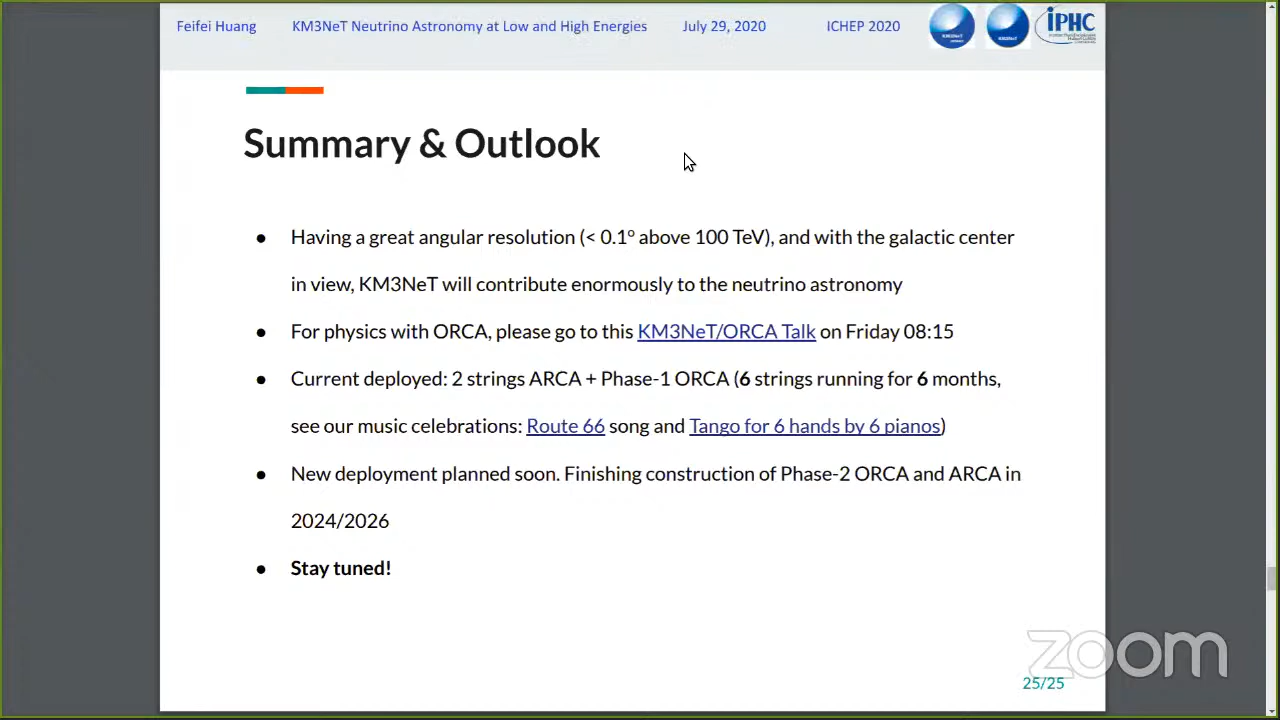 Feifei Huang KM3NeT Neutrino Astronomy at Low and High Energies July 29, 2020 ICHEP 2020
KM3NeT
KM3NeT
iPHC
Summary & Outlook
● Having a great angular resolution (< 0.1° above 100 TeV), and with the galactic center
in view, KM3NeT will contribute enormously to the neutrino astronomy
● For physics with ORCA, please go to this KM3NeT/ORCA Talk on Friday 08:15
● Current deployed: 2 strings ARCA + Phase-1 ORCA (6 strings running for 6 months,
see our music celebrations: Route 66 song and Tango for 6 hands by 6 pianos)
● New deployment planned soon. Finishing construction of Phase-2 ORCA and ARCA in
2024/2026
● Stay tuned!
zoom
25/25